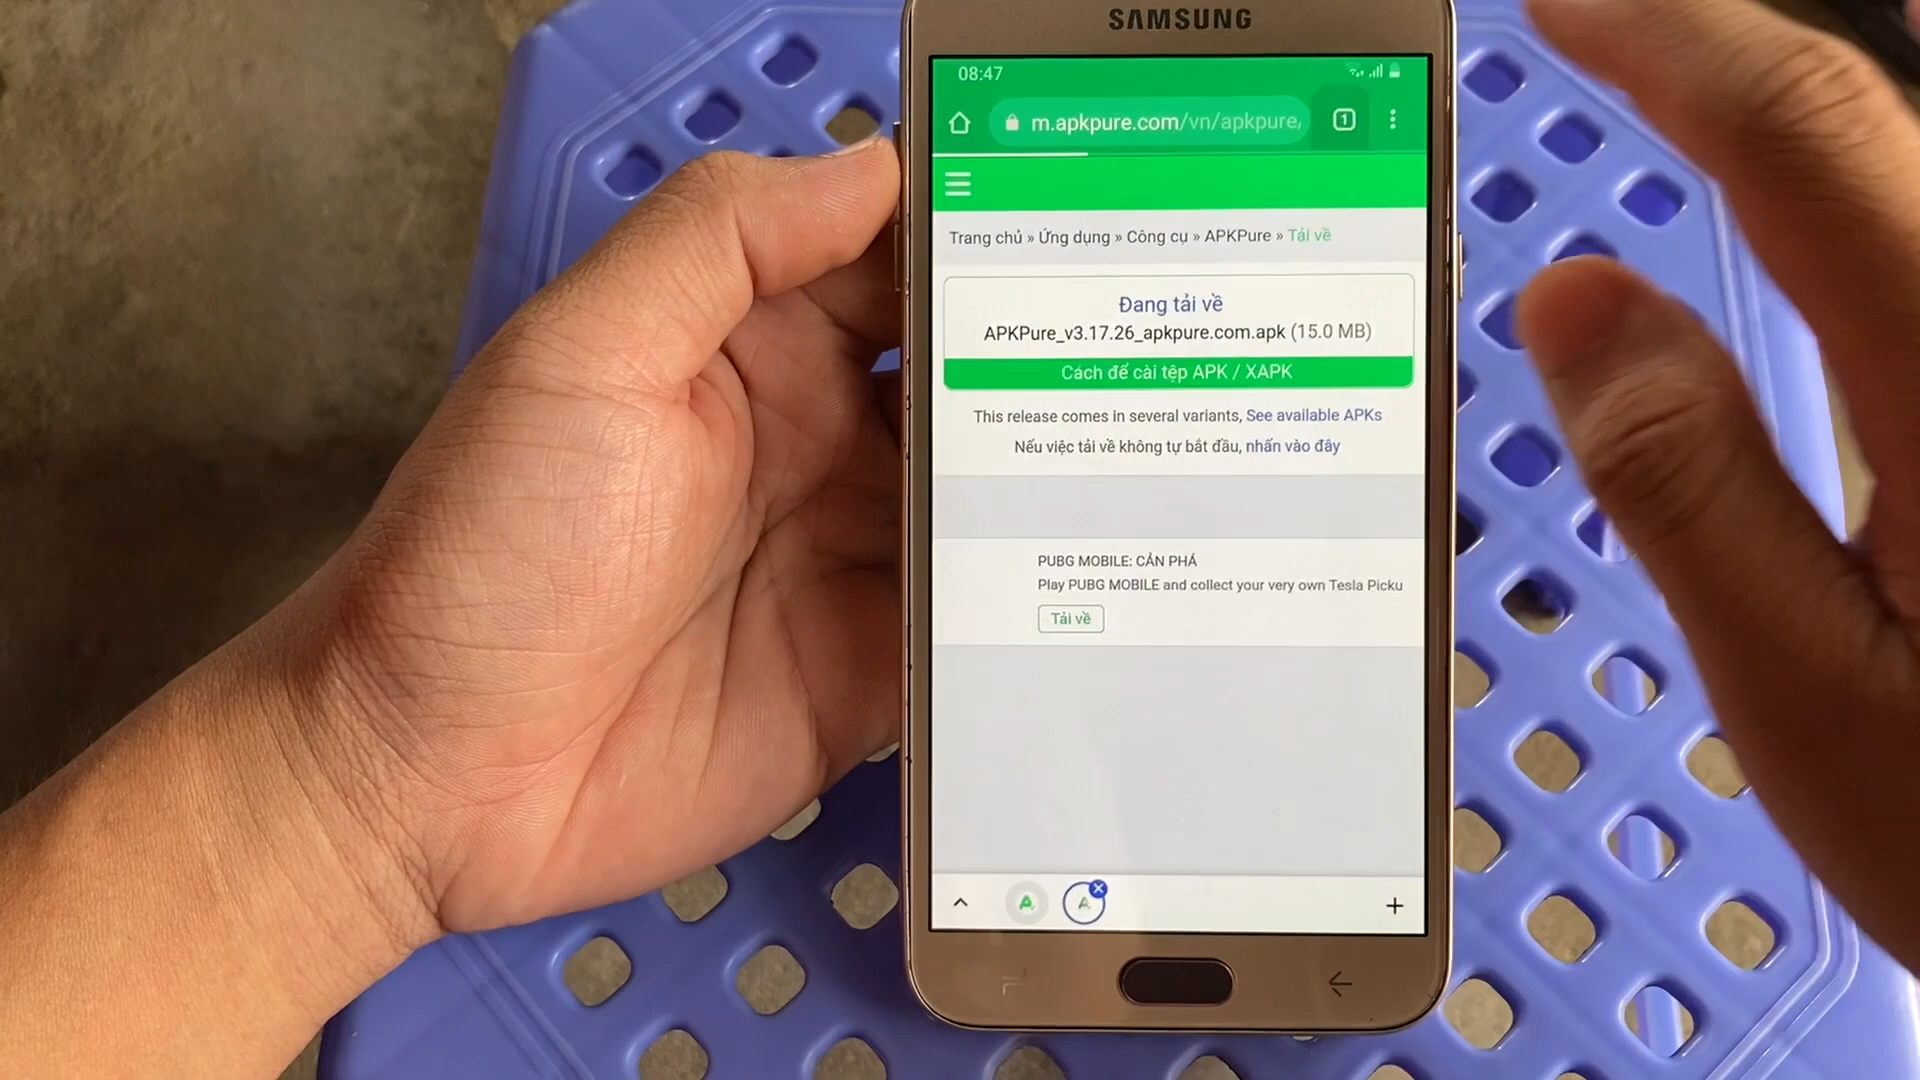 SAMSUNG
08:47
m.apkpure.com/vn/apkpure,
1
Trang chủ » Ứng dụng » Công cụ » APKPure » Tải về
Đang tải về
APKPure_v3.17.26_apkpure.com.apk (15.0 MB)
Cách để cài tệp APK / XAPK
This release comes in several variants, See available APKs
Nếu việc tải về không tự bắt đầu, nhấn vào đây
PUBG MOBILE: CẢN PHÁ
Play PUBG MOBILE and collect your very own Tesla Picku
Tải về